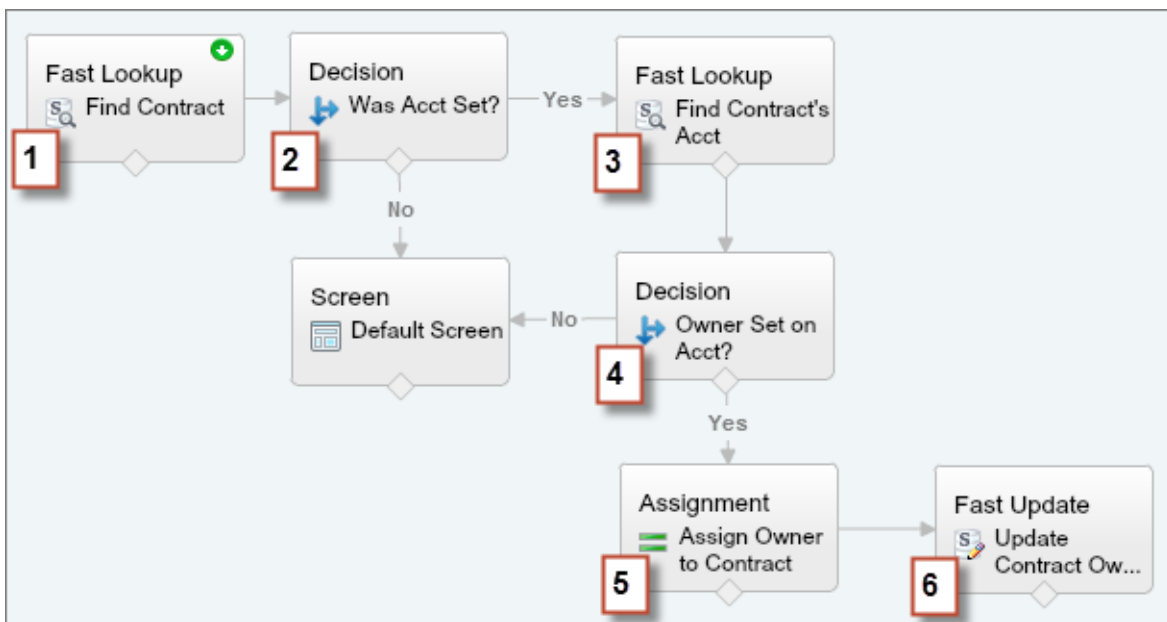 Fast Lookup
Find Contract
1
Decision
Was Acct Set?
2
Yes
Fast Lookup
Find Contract's
Acct
3
No
Screen
Default Screen
No
Decision
Owner Set on
Acct?
4
Yes
Assignment
Assign Owner
to Contract
5
Fast Update
Update
Contract Ow...
6